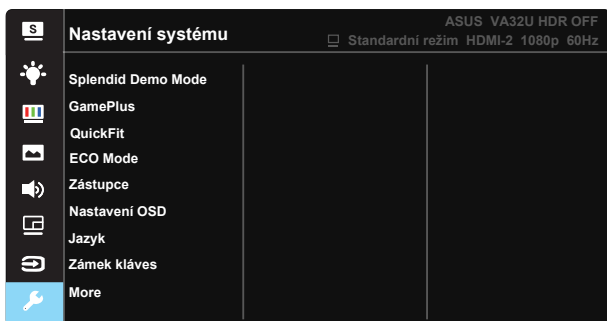 S
ASUS VA32U HDR OFF
Nastavení systému
Standardní režim HDMI-2 1080p 60Hz
Splendid Demo Mode
GamePlus
QuickFit
ECO Mode
Zástupce
Nastavení OSD
Jazyk
Zámek kláves
More